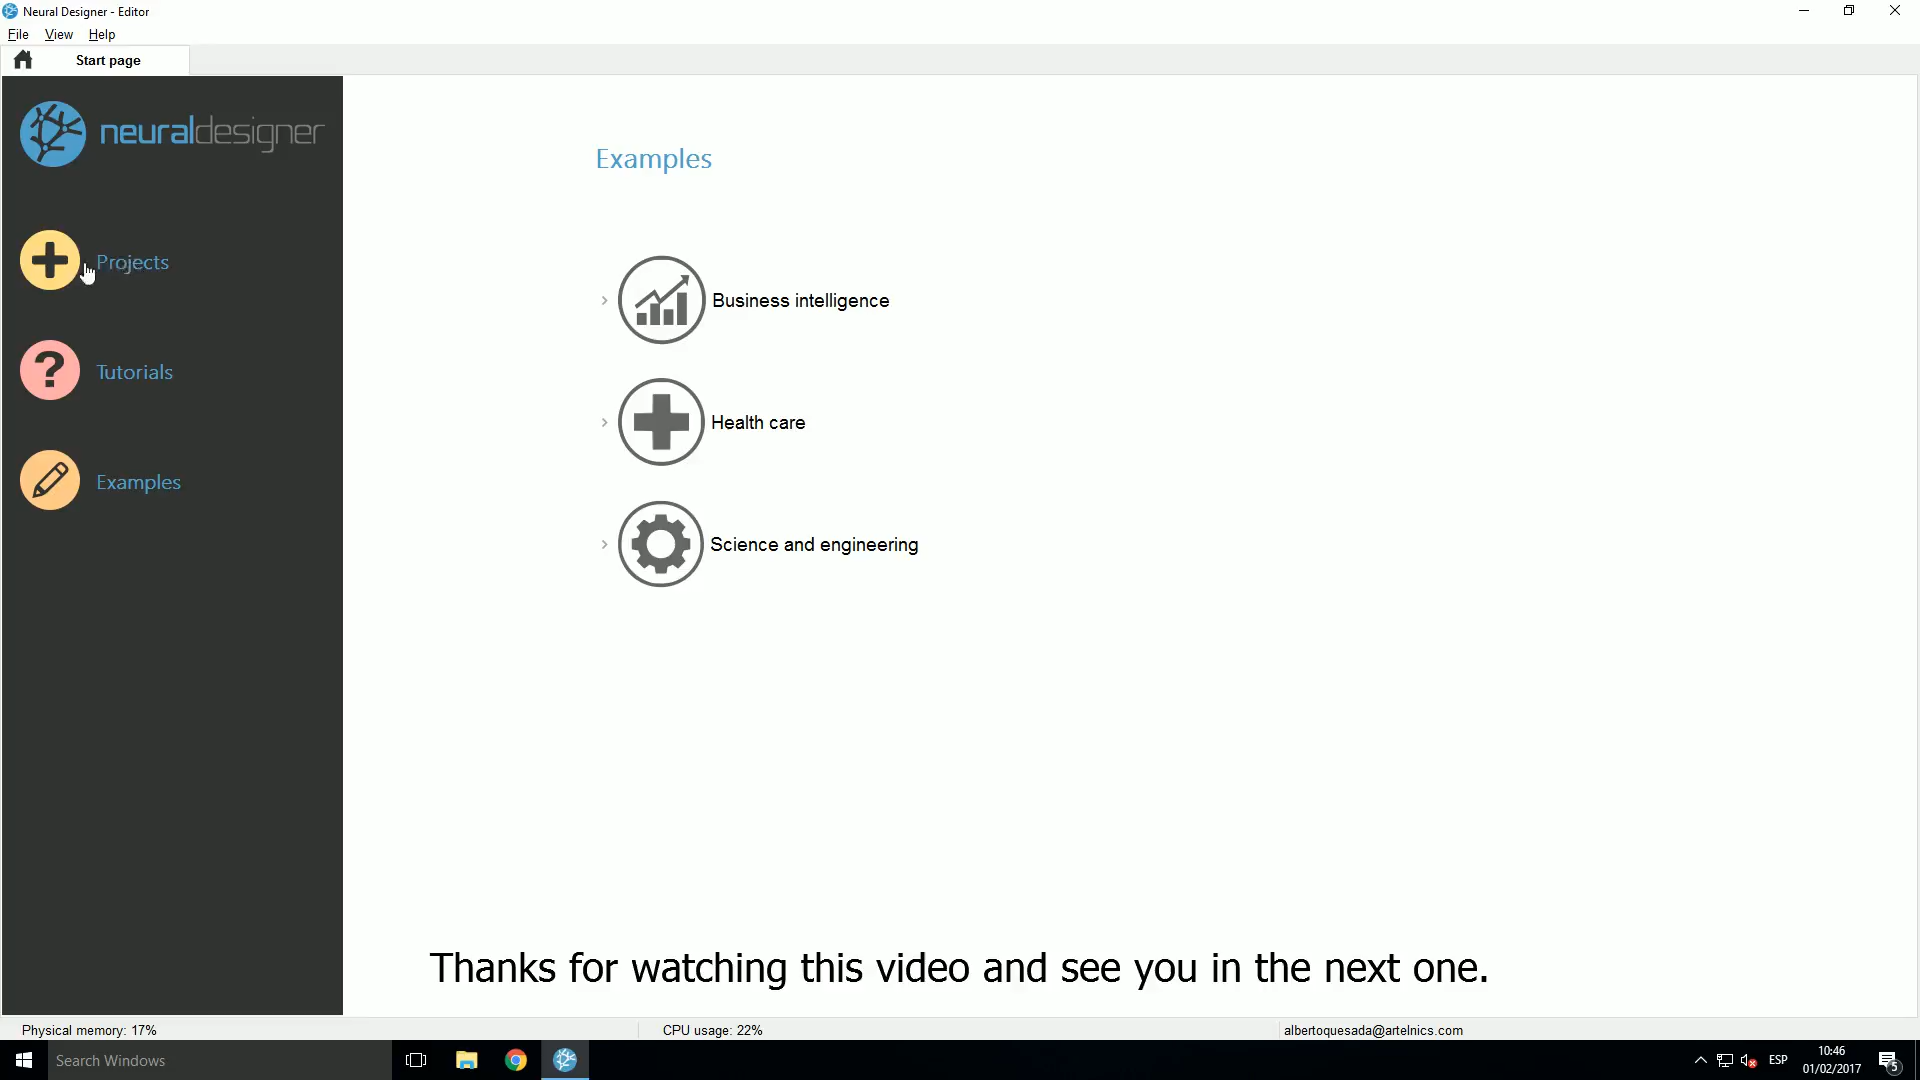 Neural Designer - Editor
File View Help
Start page
neuraldesigner
Examples
Projects
Business intelligence
Tutorials
Health care
Examples
Science and engineering
Thanks for watching this video and see you in the next one.
Physical memory: 17% CPU usage: 22% albertoquesada@artelnics.com
Search Windows
ESP
10:46
01/02/2017
5